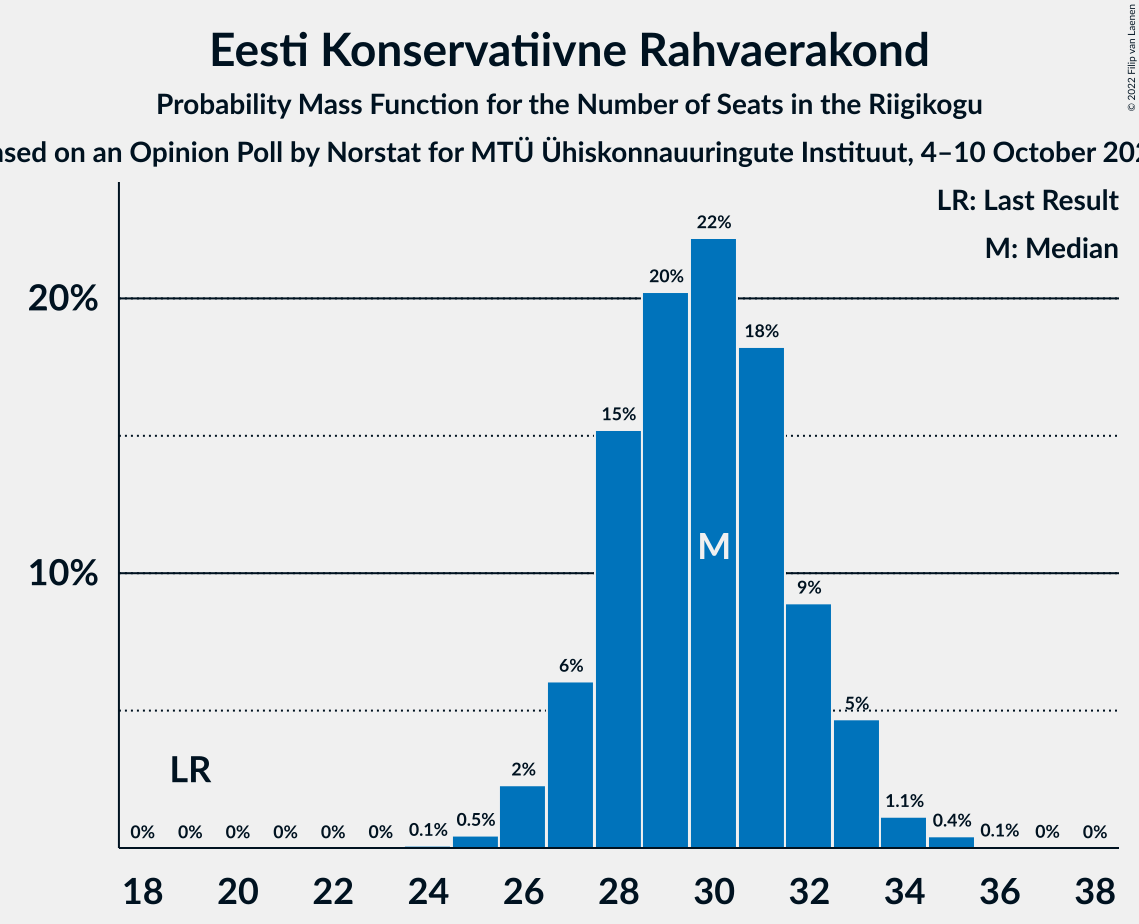 Eesti Konservatiivne Rahvaerakond
Probability Mass Function for the Number of Seats in the Riigikogu
on an Opinion Poll by Norstat for MTÜ Ühiskonnauuringute Instituut, 4–10 October
© 2022 Filip van Laenen
LR: Last Result
M: Median
22%
20%
20%
18%
15%
M
10%
9%
6%
5%
LR
2%
1.1%
0% 0% 0% 0% 0% 0% 0.1% 0.5% 0.4% 0.1% 0% 0%
18 20 22 24 26 28 30 32 34 36 38